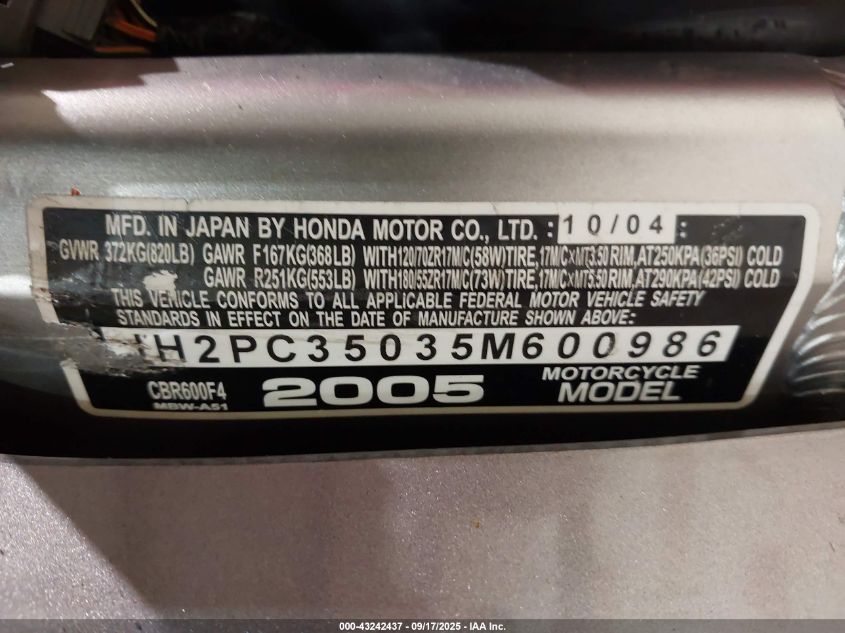 MFD. IN JAPAN BY HONDA MOTOR CO., LTD. : 10/04
GVWR 372KG(820LB) GAWR F167KG(368LB) WITH120/70ZR17M/C(58W)TIRE,17M/C×MT3.50 RIM,AT250KPA(36PSI) COLD
GAWR R251KG(553LB) WITH180/55ZR17M/C(73W)TIRE,17M/C×MT5.50 RIM,AT290KPA(42PSI) COLD
THIS VEHICLE CONFORMS TO ALL APPLICABLE FEDERAL MOTOR VEHICLE SAFETY
STANDARDS IN EFFECT ON THE DATE OF MANUFACTURE SHOWN ABOVE:
JH2PC35035M600986
CBR600F4 2005 MOTORCYCLE
MBW-A51 MODEL
000-43242437 - 09/17/2025 - IAA Inc.